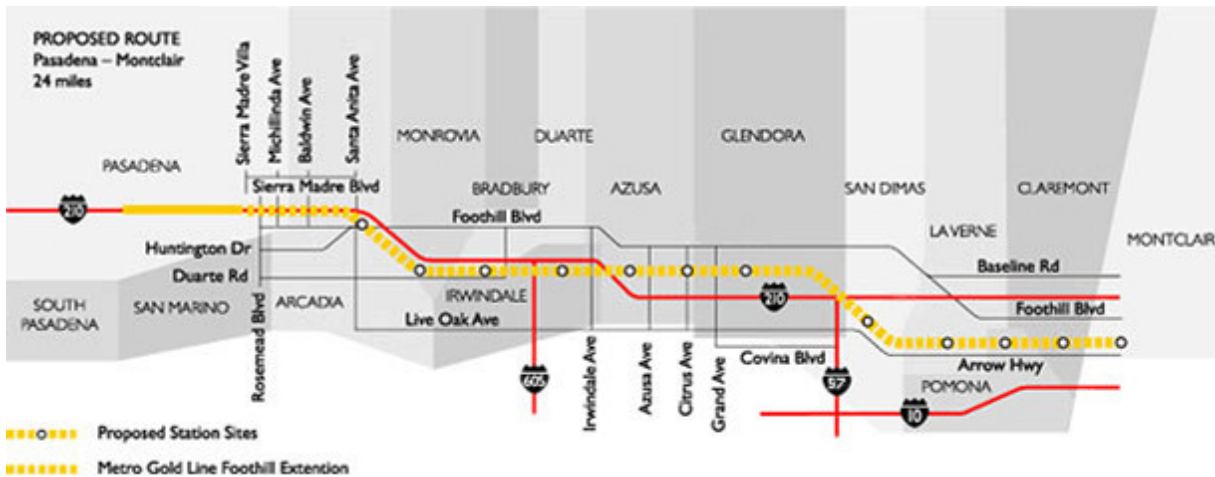 PROPOSED ROUTE
Pasadena – Montclair
24 miles
Sierra Madre Villa
Michillinda Ave
Baldwin Ave
Santa Anita Ave
MONROVIA
DUARTE
GLENDORA
PASADENA
Sierra Madre Blvd
BRADBURY
AZUSA
SAN DIMAS
CLAREMONT
210
Foothill Blvd
LA VERNE
MONTCLAIR
Huntington Dr
Duarte Rd
Baseline Rd
SOUTH
PASADENA
SAN MARINO
ARCADIA
IRWINDALE
210
Foothill Blvd
Live Oak Ave
Rosemead Blvd
Irwindale Ave
Azusa Ave
Citrus Ave
Grand Ave
Covina Blvd
Arrow Hwy
605
57
POMONA
10
Proposed Station Sites
Metro Gold Line Foothill Extention